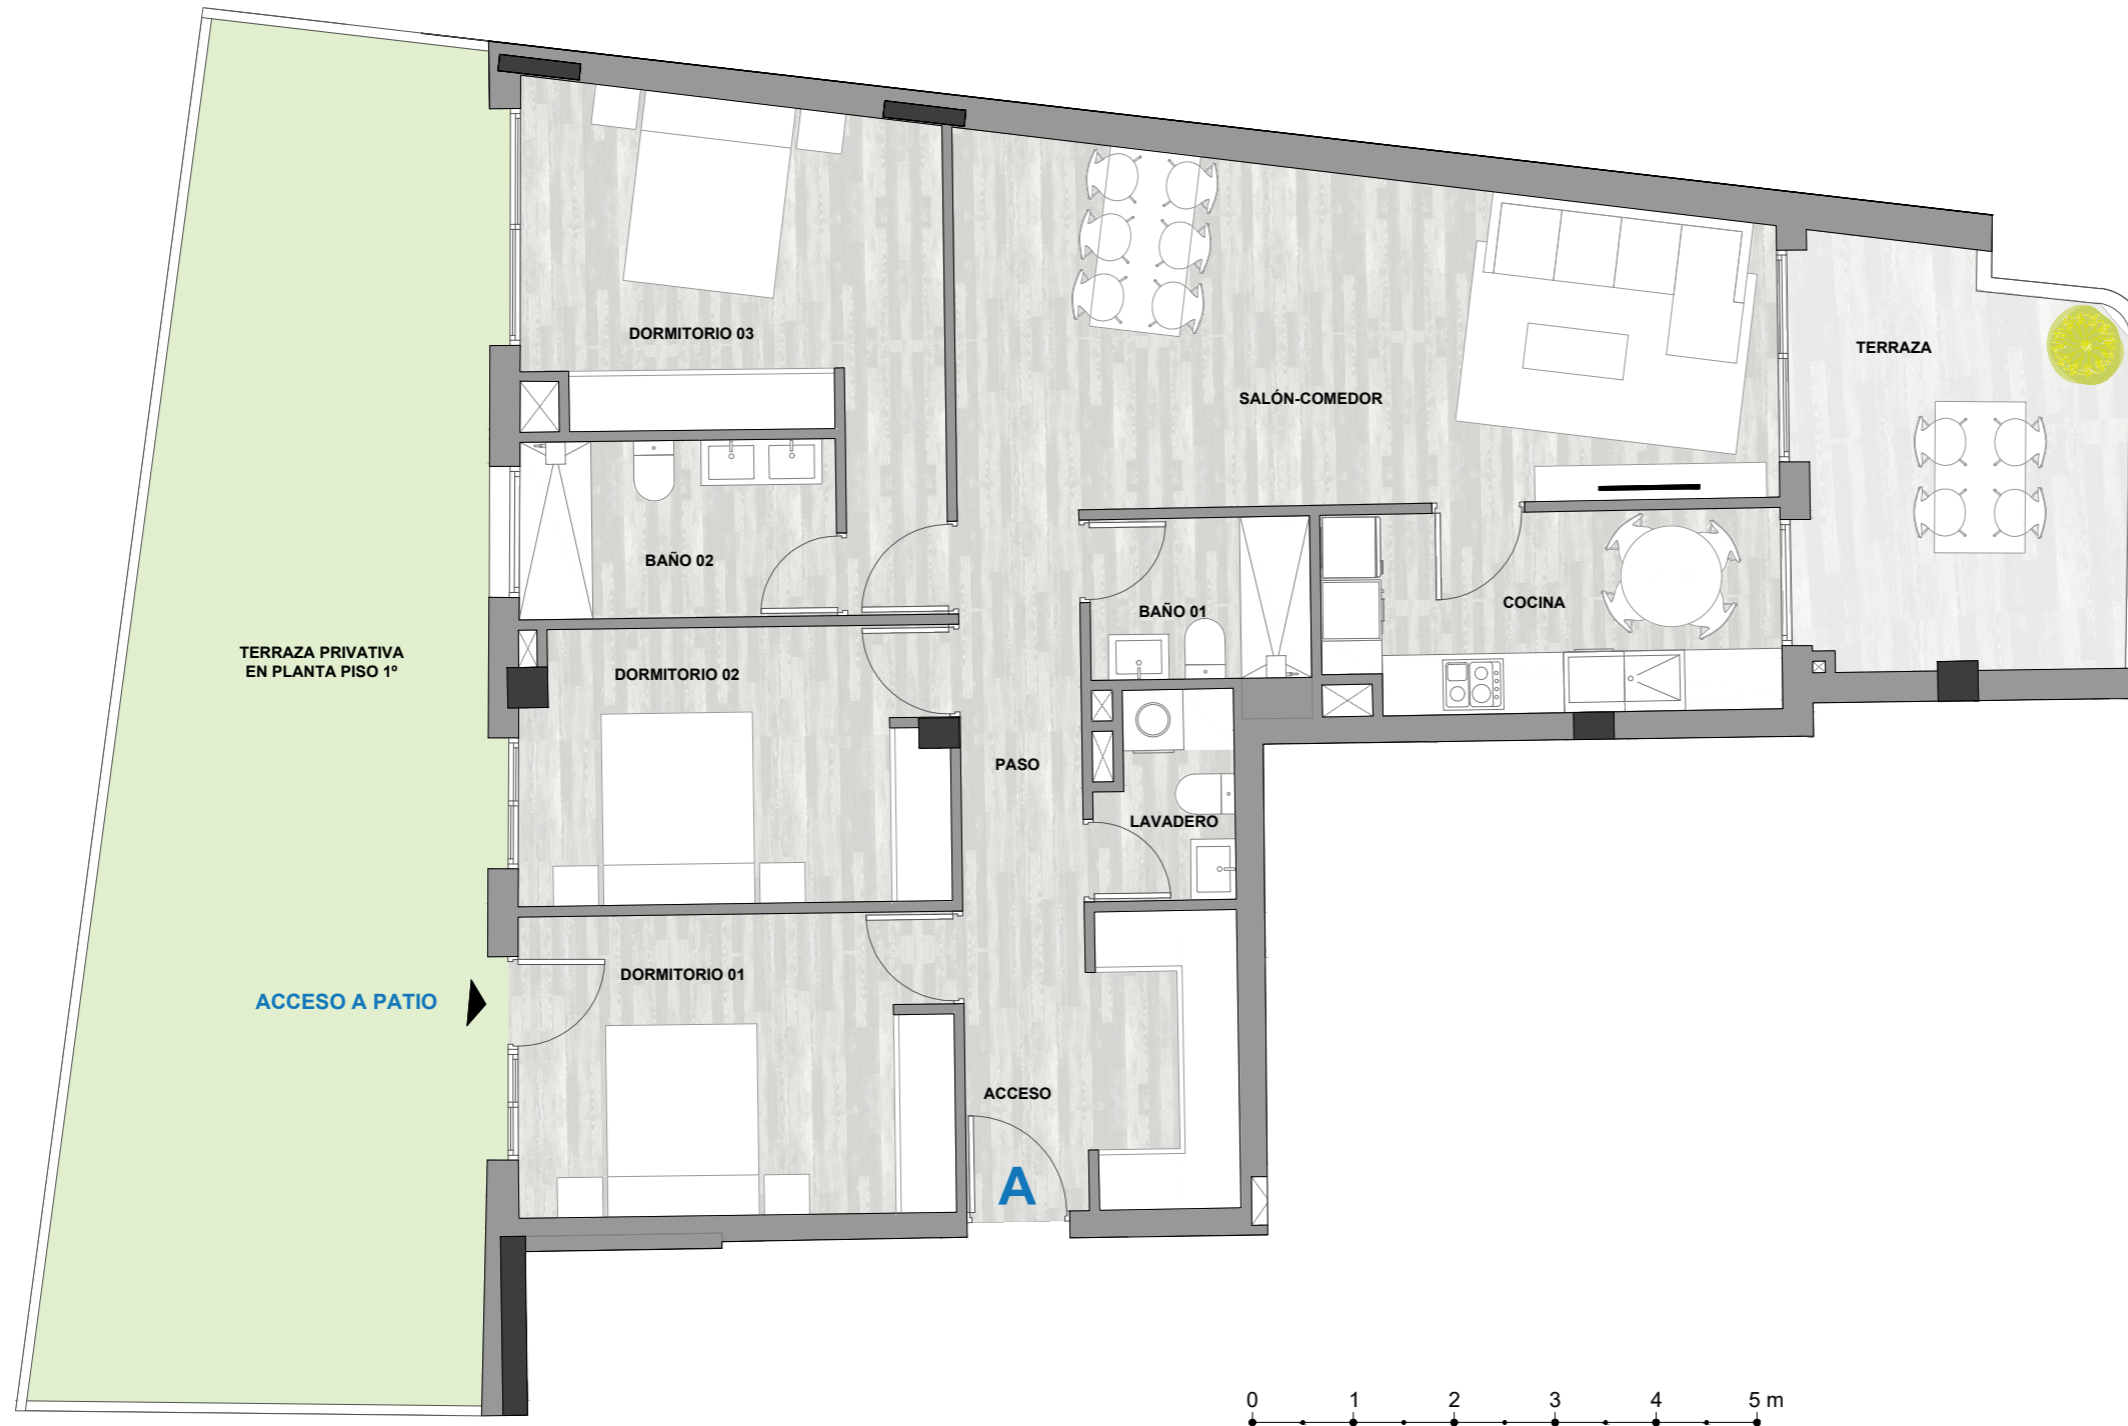 DORMITORIO 03
TERRAZA
SALÓN-COMEDOR
BAÑO 02
COCINA
BAÑO 01
TERRAZA PRIVATIVA
EN PLANTA PISO 1º
DORMITORIO 02
PASO
LAVADERO
DORMITORIO 01
ACCESO A PATIO
ACCESO
A
0 1 2 3 4 5 m